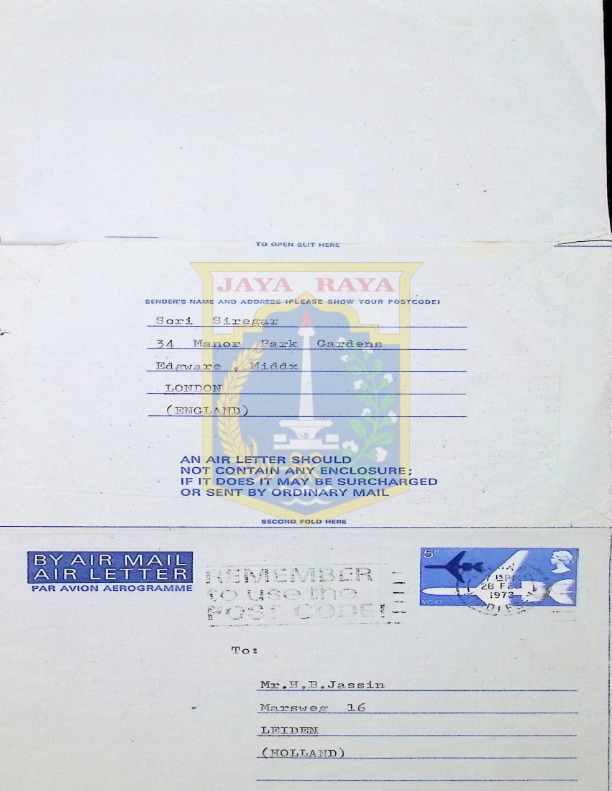 TO OPEN SLIT HERE
JAYA RAYA
SENDER'S NAME AND ADDRESS (PLEASE SHOW YOUR POSTCODE)
Sori Siregar
34 Manor Park Gardens
Edgware , Middx
LONDON
(ENGLAND)
AN AIR LETTER SHOULD
NOT CONTAIN ANY ENCLOSURE;
IF IT DOES IT MAY BE SURCHARGED
OR SENT BY ORDINARY MAIL
SECOND FOLD HERE
BY AIR MAIL
AIR LETTER
PAR AVION AEROGRAMME
REMEMBER
to use the
POST CODE!
5p
28 FE
1973
VC10
To:
Mr.H.B.Jassin
Marsweg 16
LEIDEN
(HOLLAND)